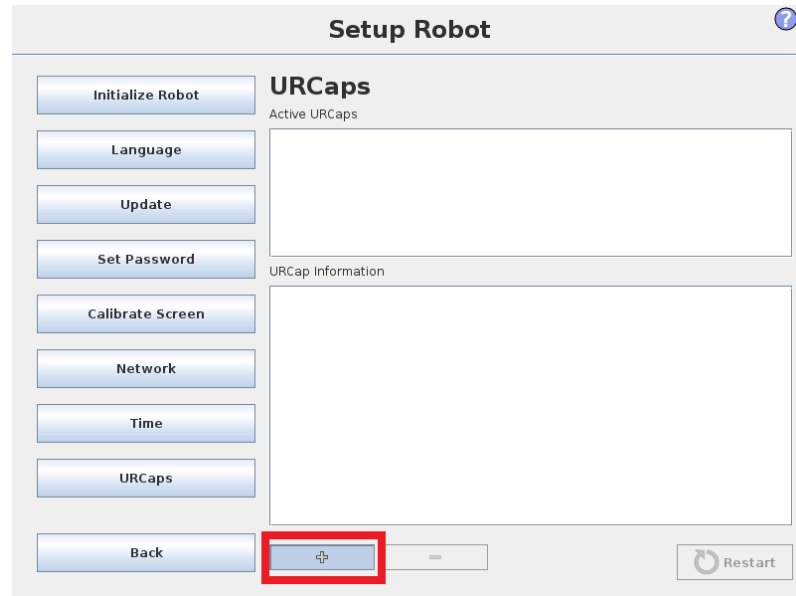 Setup Robot
?
Initialize Robot
Language
Update
Set Password
Calibrate Screen
Network
Time
URCaps
Back
URCaps
Active URCaps
URCap Information
Restart